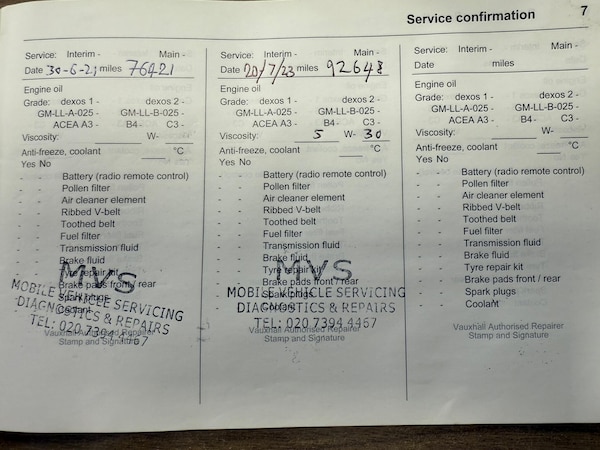 Service confirmation 7
Service: Interim - Main -
Date 30-6-21 miles 76421
Engine oil
Grade: dexos 1 - dexos 2 -
GM-LL-A-025 - GM-LL-B-025 -
ACEA A3 - B4 - C3 -
Viscosity: W-
Anti-freeze, coolant °C
Yes No
- - Battery (radio remote control)
- - Pollen filter
- - Air cleaner element
- - Ribbed V-belt
- - Toothed belt
- - Fuel filter
- - Transmission fluid
- - Brake fluid
- - Tyre repair kit
- - Brake pads front / rear
- - Spark plugs
- - Coolant
MVS
MOBILE VEHICLE SERVICING
DIAGNOSTICS & REPAIRS
TEL: 020 7394 4467
Vauxhall Authorised Repairer
Stamp and Signature
Service: Interim - Main -
Date 20/7/23 miles 92648
Engine oil
Grade: dexos 1 - dexos 2 -
GM-LL-A-025 - GM-LL-B-025 -
ACEA A3 - B4 - C3 -
Viscosity: 5 W- 30
Anti-freeze, coolant °C
Yes No
- - Battery (radio remote control)
- - Pollen filter
- - Air cleaner element
- - Ribbed V-belt
- - Toothed belt
- - Fuel filter
- - Transmission fluid
- - Brake fluid
- - Tyre repair kit
- - Brake pads front / rear
- - Spark plugs
- - Coolant
MVS
MOBILE VEHICLE SERVICING
DIAGNOSTICS & REPAIRS
TEL: 020 7394 4467
Vauxhall Authorised Repairer
Stamp and Signature
Service: Interim - Main -
Date miles
Engine oil
Grade: dexos 1 - dexos 2 -
GM-LL-A-025 - GM-LL-B-025 -
ACEA A3 - B4 - C3 -
Viscosity: W-
Anti-freeze, coolant °C
Yes No
- - Battery (radio remote control)
- - Pollen filter
- - Air cleaner element
- - Ribbed V-belt
- - Toothed belt
- - Fuel filter
- - Transmission fluid
- - Brake fluid
- - Tyre repair kit
- - Brake pads front / rear
- - Spark plugs
- - Coolant
Vauxhall Authorised Repairer
Stamp and Signature